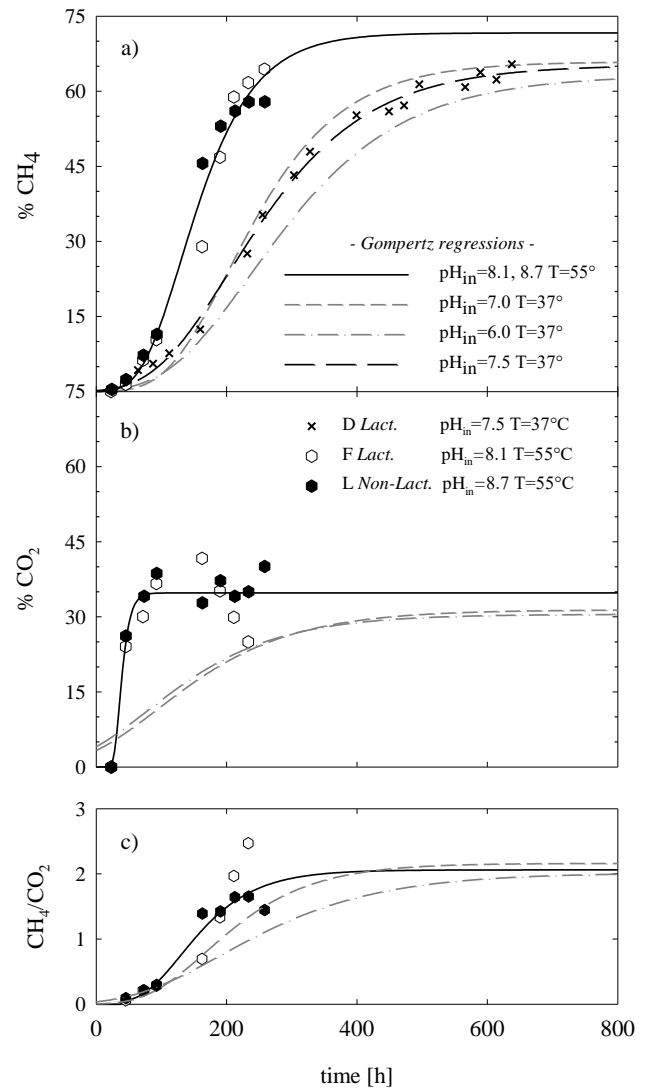 75
a)
60
45
% CH4
30
- Gompertz regressions -
pHin=8.1, 8.7 T=55°
pHin=7.0 T=37°
15
pHin=6.0 T=37°
pHin=7.5 T=37°
75
b)
D Lact. pHin=7.5 T=37°C
F Lact. pHin=8.1 T=55°C
60
L Non-Lact. pHin=8.7 T=55°C
45
% CO2
30
15
0
3
c)
2
CH4/CO2
1
0
0 200 400 600 800
time [h]